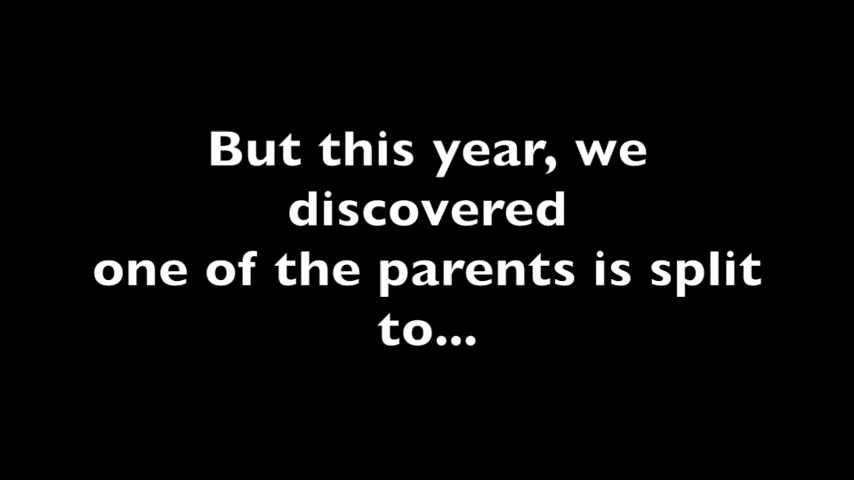 But this year, we
discovered
one of the parents is split
to...